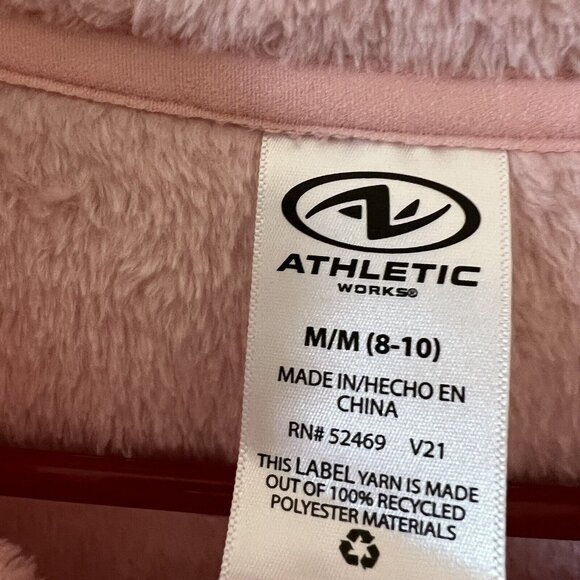 ATHLETIC
WORKS®
M/M (8-10)
MADE IN/HECHO EN
CHINA
RN# 52469 V21
THIS LABEL YARN IS MADE
OUT OF 100% RECYCLED
POLYESTER MATERIALS